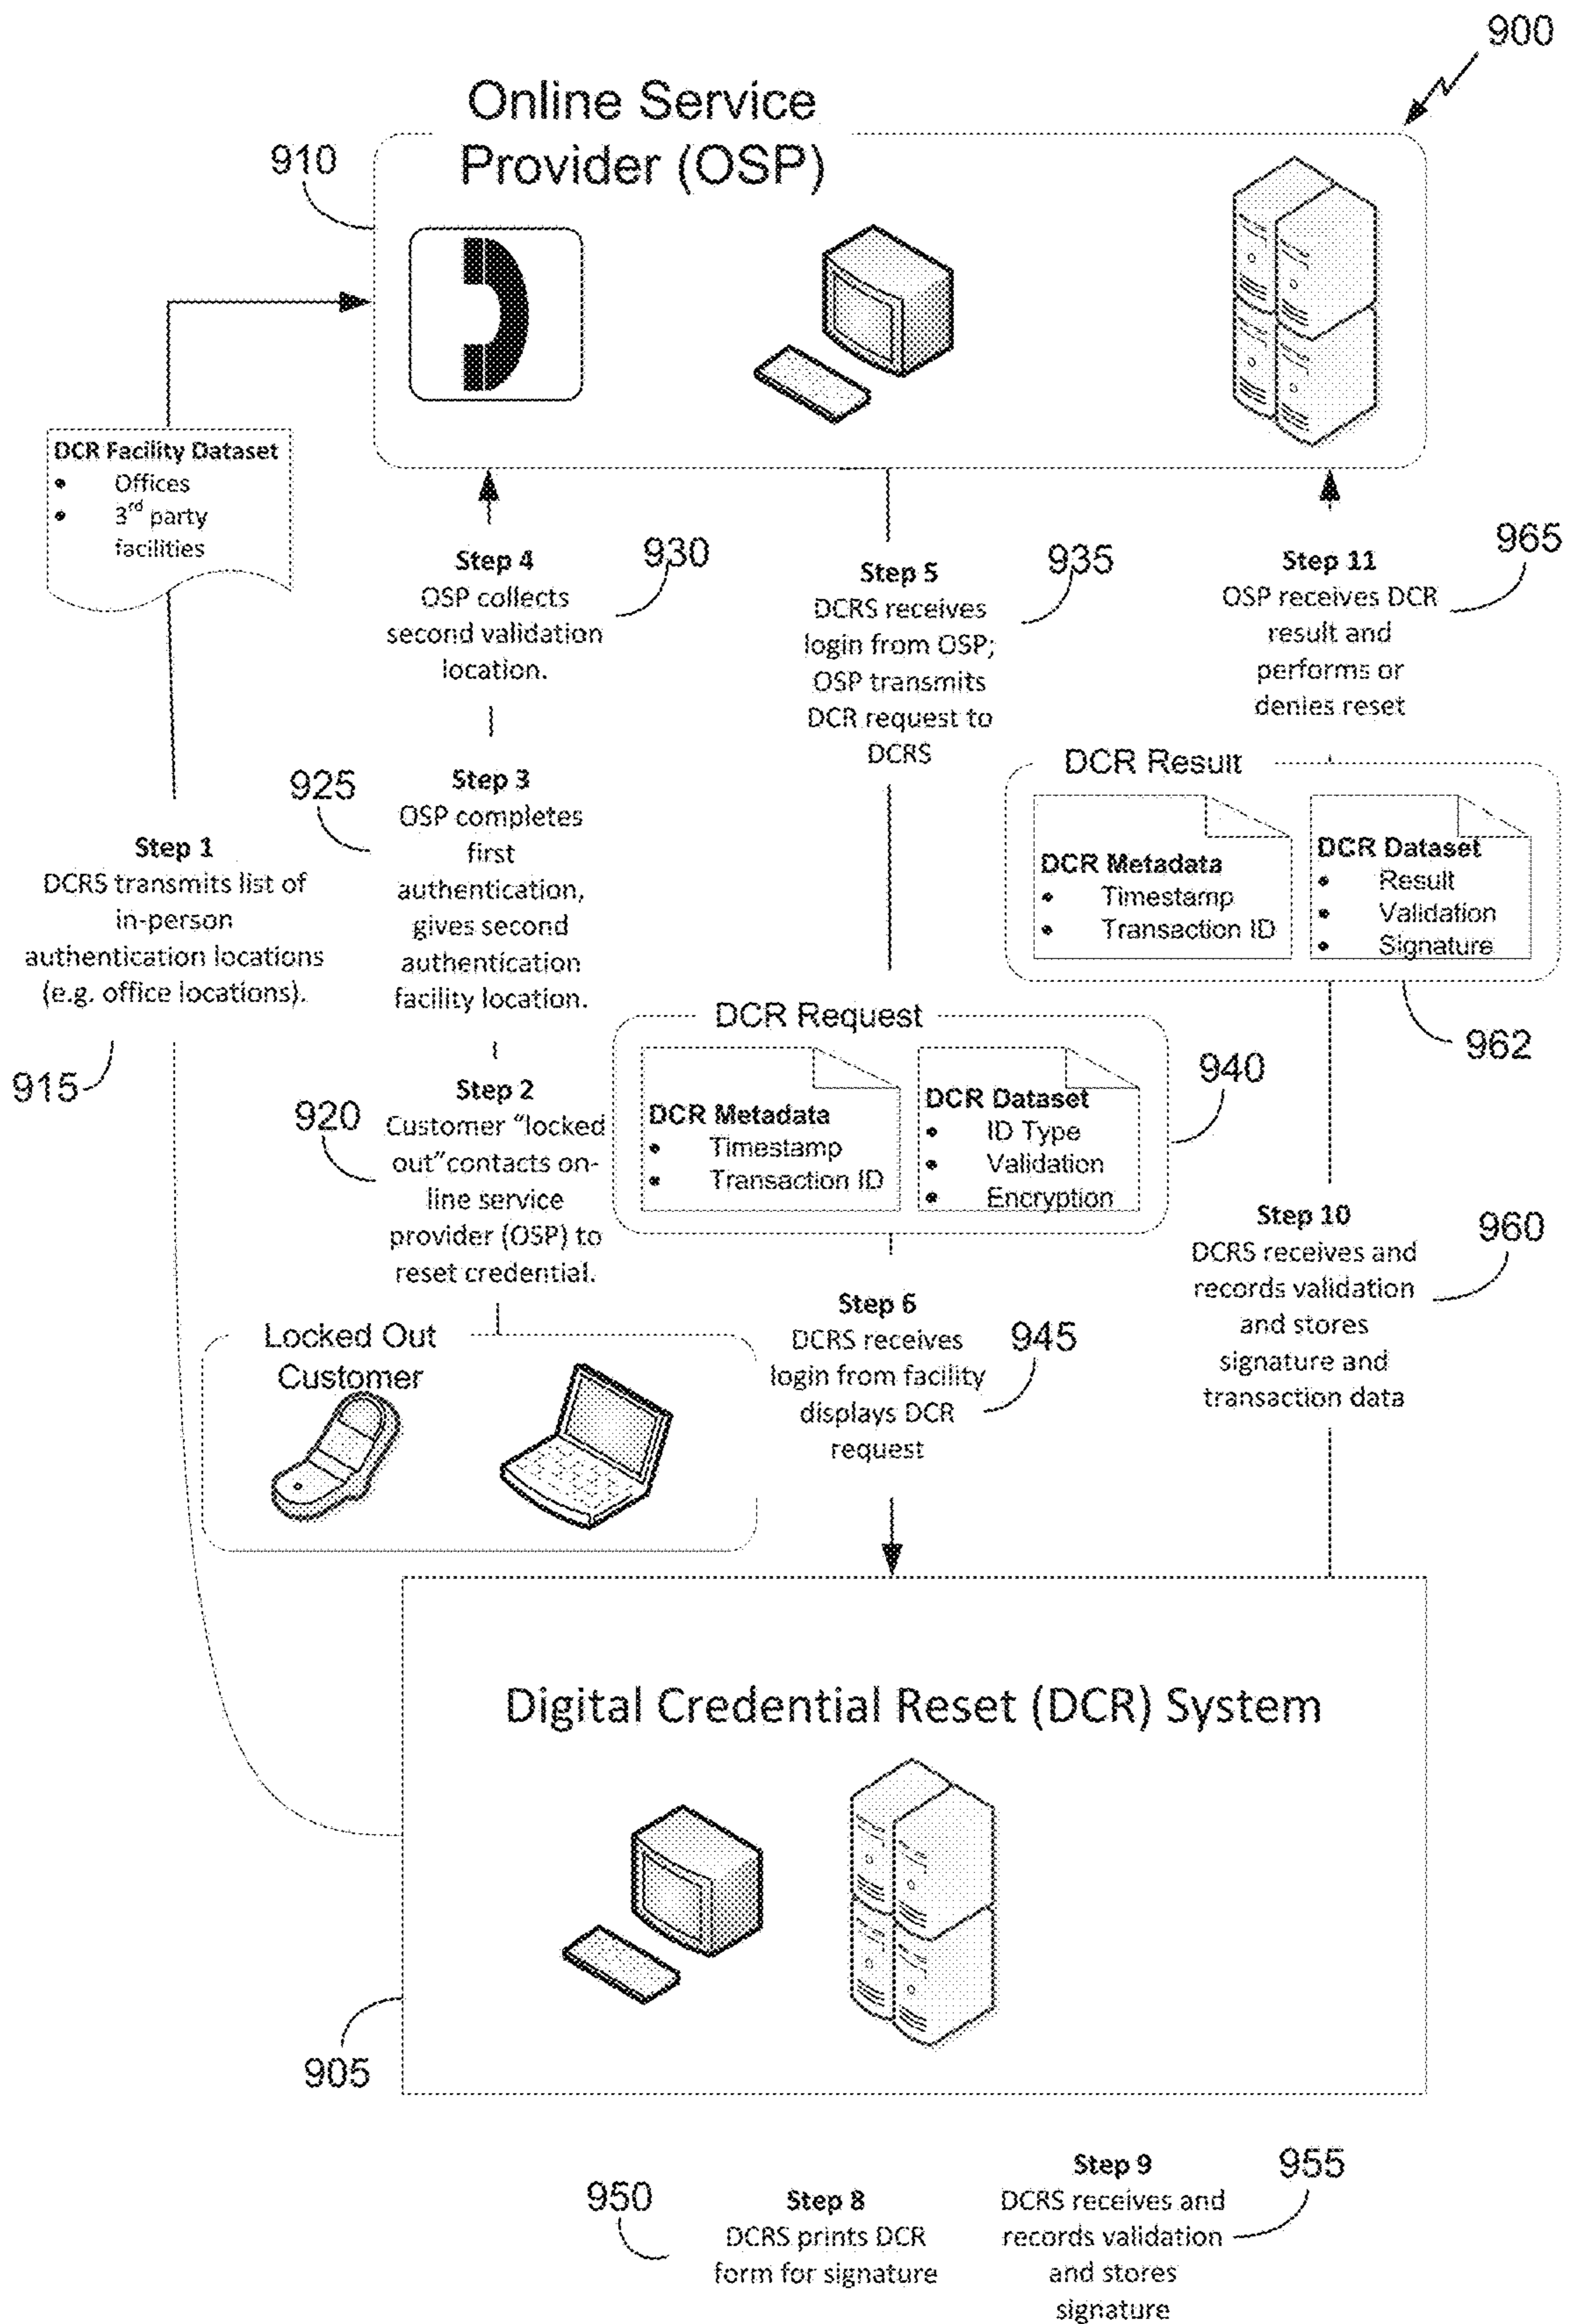 900
Online Service
Provider (OSP)
910
DCR Facility Dataset
• Offices
• 3rd party
facilities
Step 1
DCRS transmits list of
in-person
authentication locations
(e.g. office locations).
915
Step 4
OSP collects
second validation
location.
930
925
Step 3
OSP completes
first
authentication,
gives second
authentication
facility location.
920
Step 2
Customer “locked
out”contacts on-
line service
provider (OSP) to
reset credential.
Locked Out
Customer
Step 5
DCRS receives
login from OSP;
OSP transmits
DCR request to
DCRS
935
DCR Request
DCR Metadata
• Timestamp
• Transaction ID
DCR Dataset
• ID Type
• Validation
• Encryption
940
Step 6
DCRS receives
login from facility
displays DCR
request
945
Step 11
OSP receives DCR
result and
performs or
denies reset
965
DCR Result
DCR Metadata
• Timestamp
• Transaction ID
DCR Dataset
• Result
• Validation
• Signature
962
Step 10
DCRS receives and
records validation
and stores
signature and
transaction data
960
Digital Credential Reset (DCR) System
905
950
Step 8
DCRS prints DCR
form for signature
Step 9
DCRS receives and
records validation
and stores
signature
955